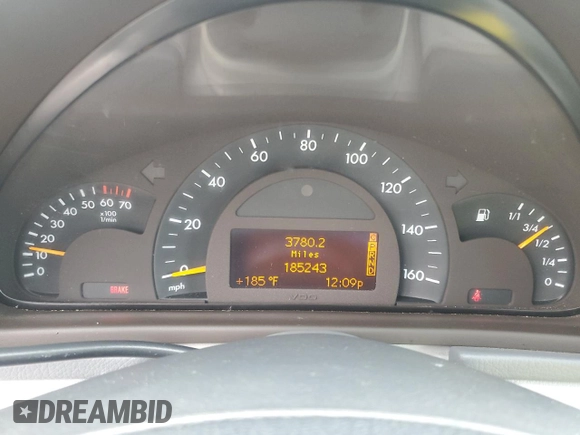 80
60
100
40
120
20
140
0
160
mph
60
50
70
40
x100
1/min
30
20
10
0
1/1
3/4
1/2
1/4
0
3780.2
Miles
185243
+185°F
12:09p
P
R
N
D
BRAKE
VDO
DREAMBID